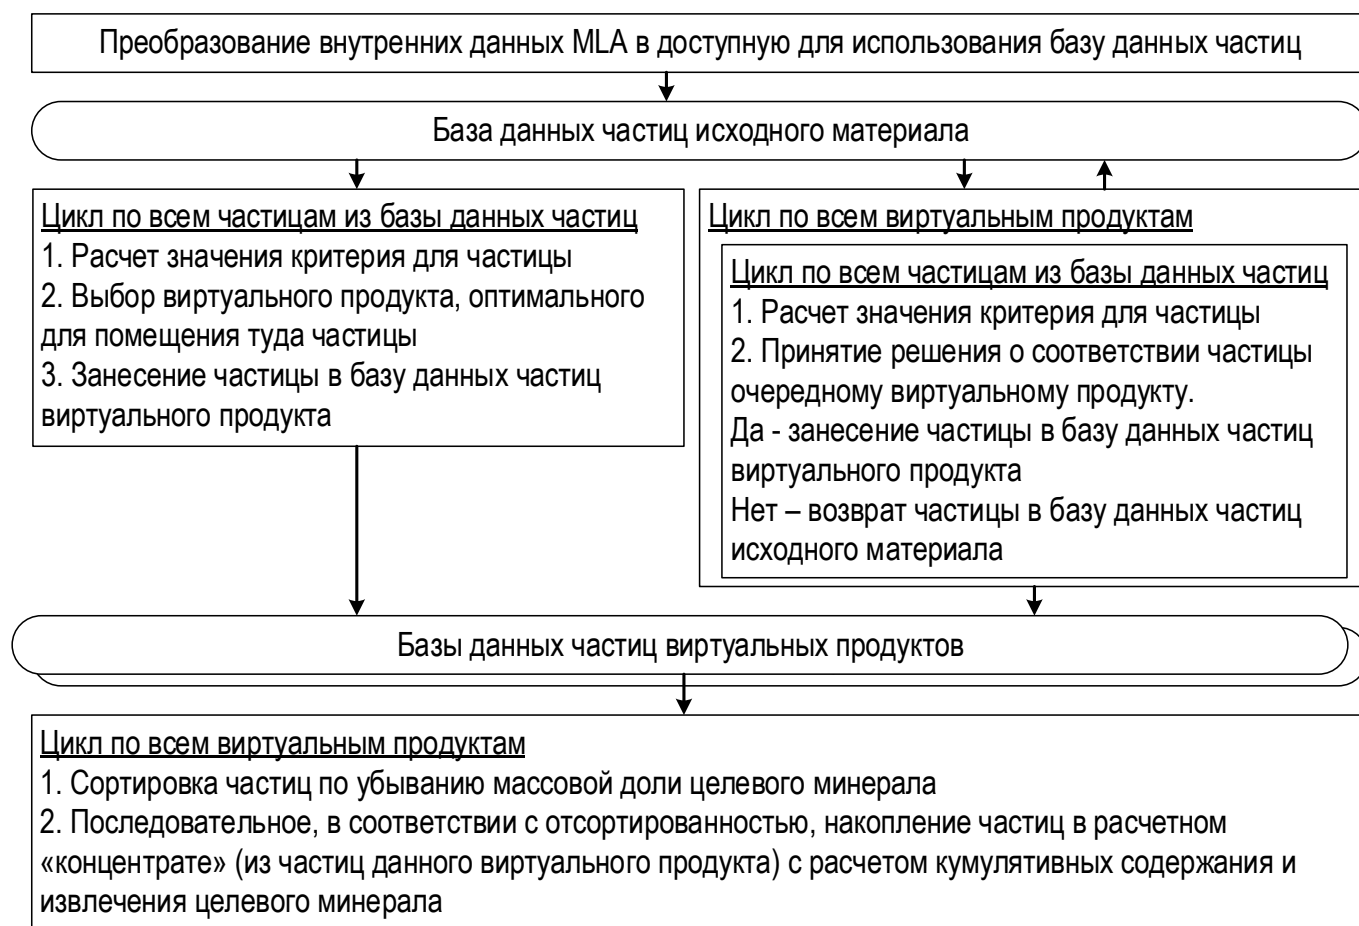 Преобразование внутренних данных MLA в доступную для использования базу данных частиц
База данных частиц исходного материала
Цикл по всем частицам из базы данных частиц
1. Расчет значения критерия для частицы
2. Выбор виртуального продукта, оптимального
для помещения туда частицы
3. Занесение частицы в базу данных частиц
виртуального продукта
Цикл по всем виртуальным продуктам
Цикл по всем частицам из базы данных частиц
1. Расчет значения критерия для частицы
2. Принятие решения о соответствии частицы
очередному виртуальному продукту.
Да - занесение частицы в базу данных частиц
виртуального продукта
Нет – возврат частицы в базу данных частиц
исходного материала
Базы данных частиц виртуальных продуктов
Цикл по всем виртуальным продуктам
1. Сортировка частиц по убыванию массовой доли целевого минерала
2. Последовательное, в соответствии с отсортированностью, накопление частиц в расчетном
«концентрате» (из частиц данного виртуального продукта) с расчетом кумулятивных содержания и
извлечения целевого минерала